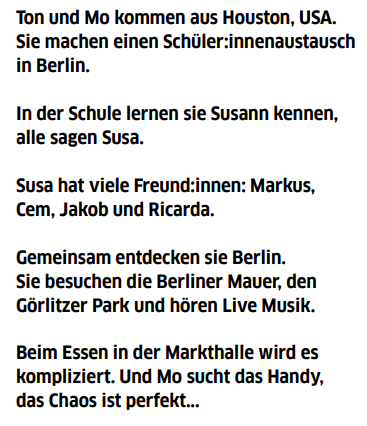 Ton und Mo kommen aus Houston, USA.
Sie machen einen Schüler:innenaustausch
in Berlin.
In der Schule lernen sie Susann kennen,
alle sagen Susa.
Susa hat viele Freund:innen: Markus,
Cem, Jakob und Ricarda.
Gemeinsam entdecken sie Berlin.
Sie besuchen die Berliner Mauer, den
Görlitzer Park und hören Live Musik.
Beim Essen in der Markthalle wird es
kompliziert. Und Mo sucht das Handy,
das Chaos ist perfekt...